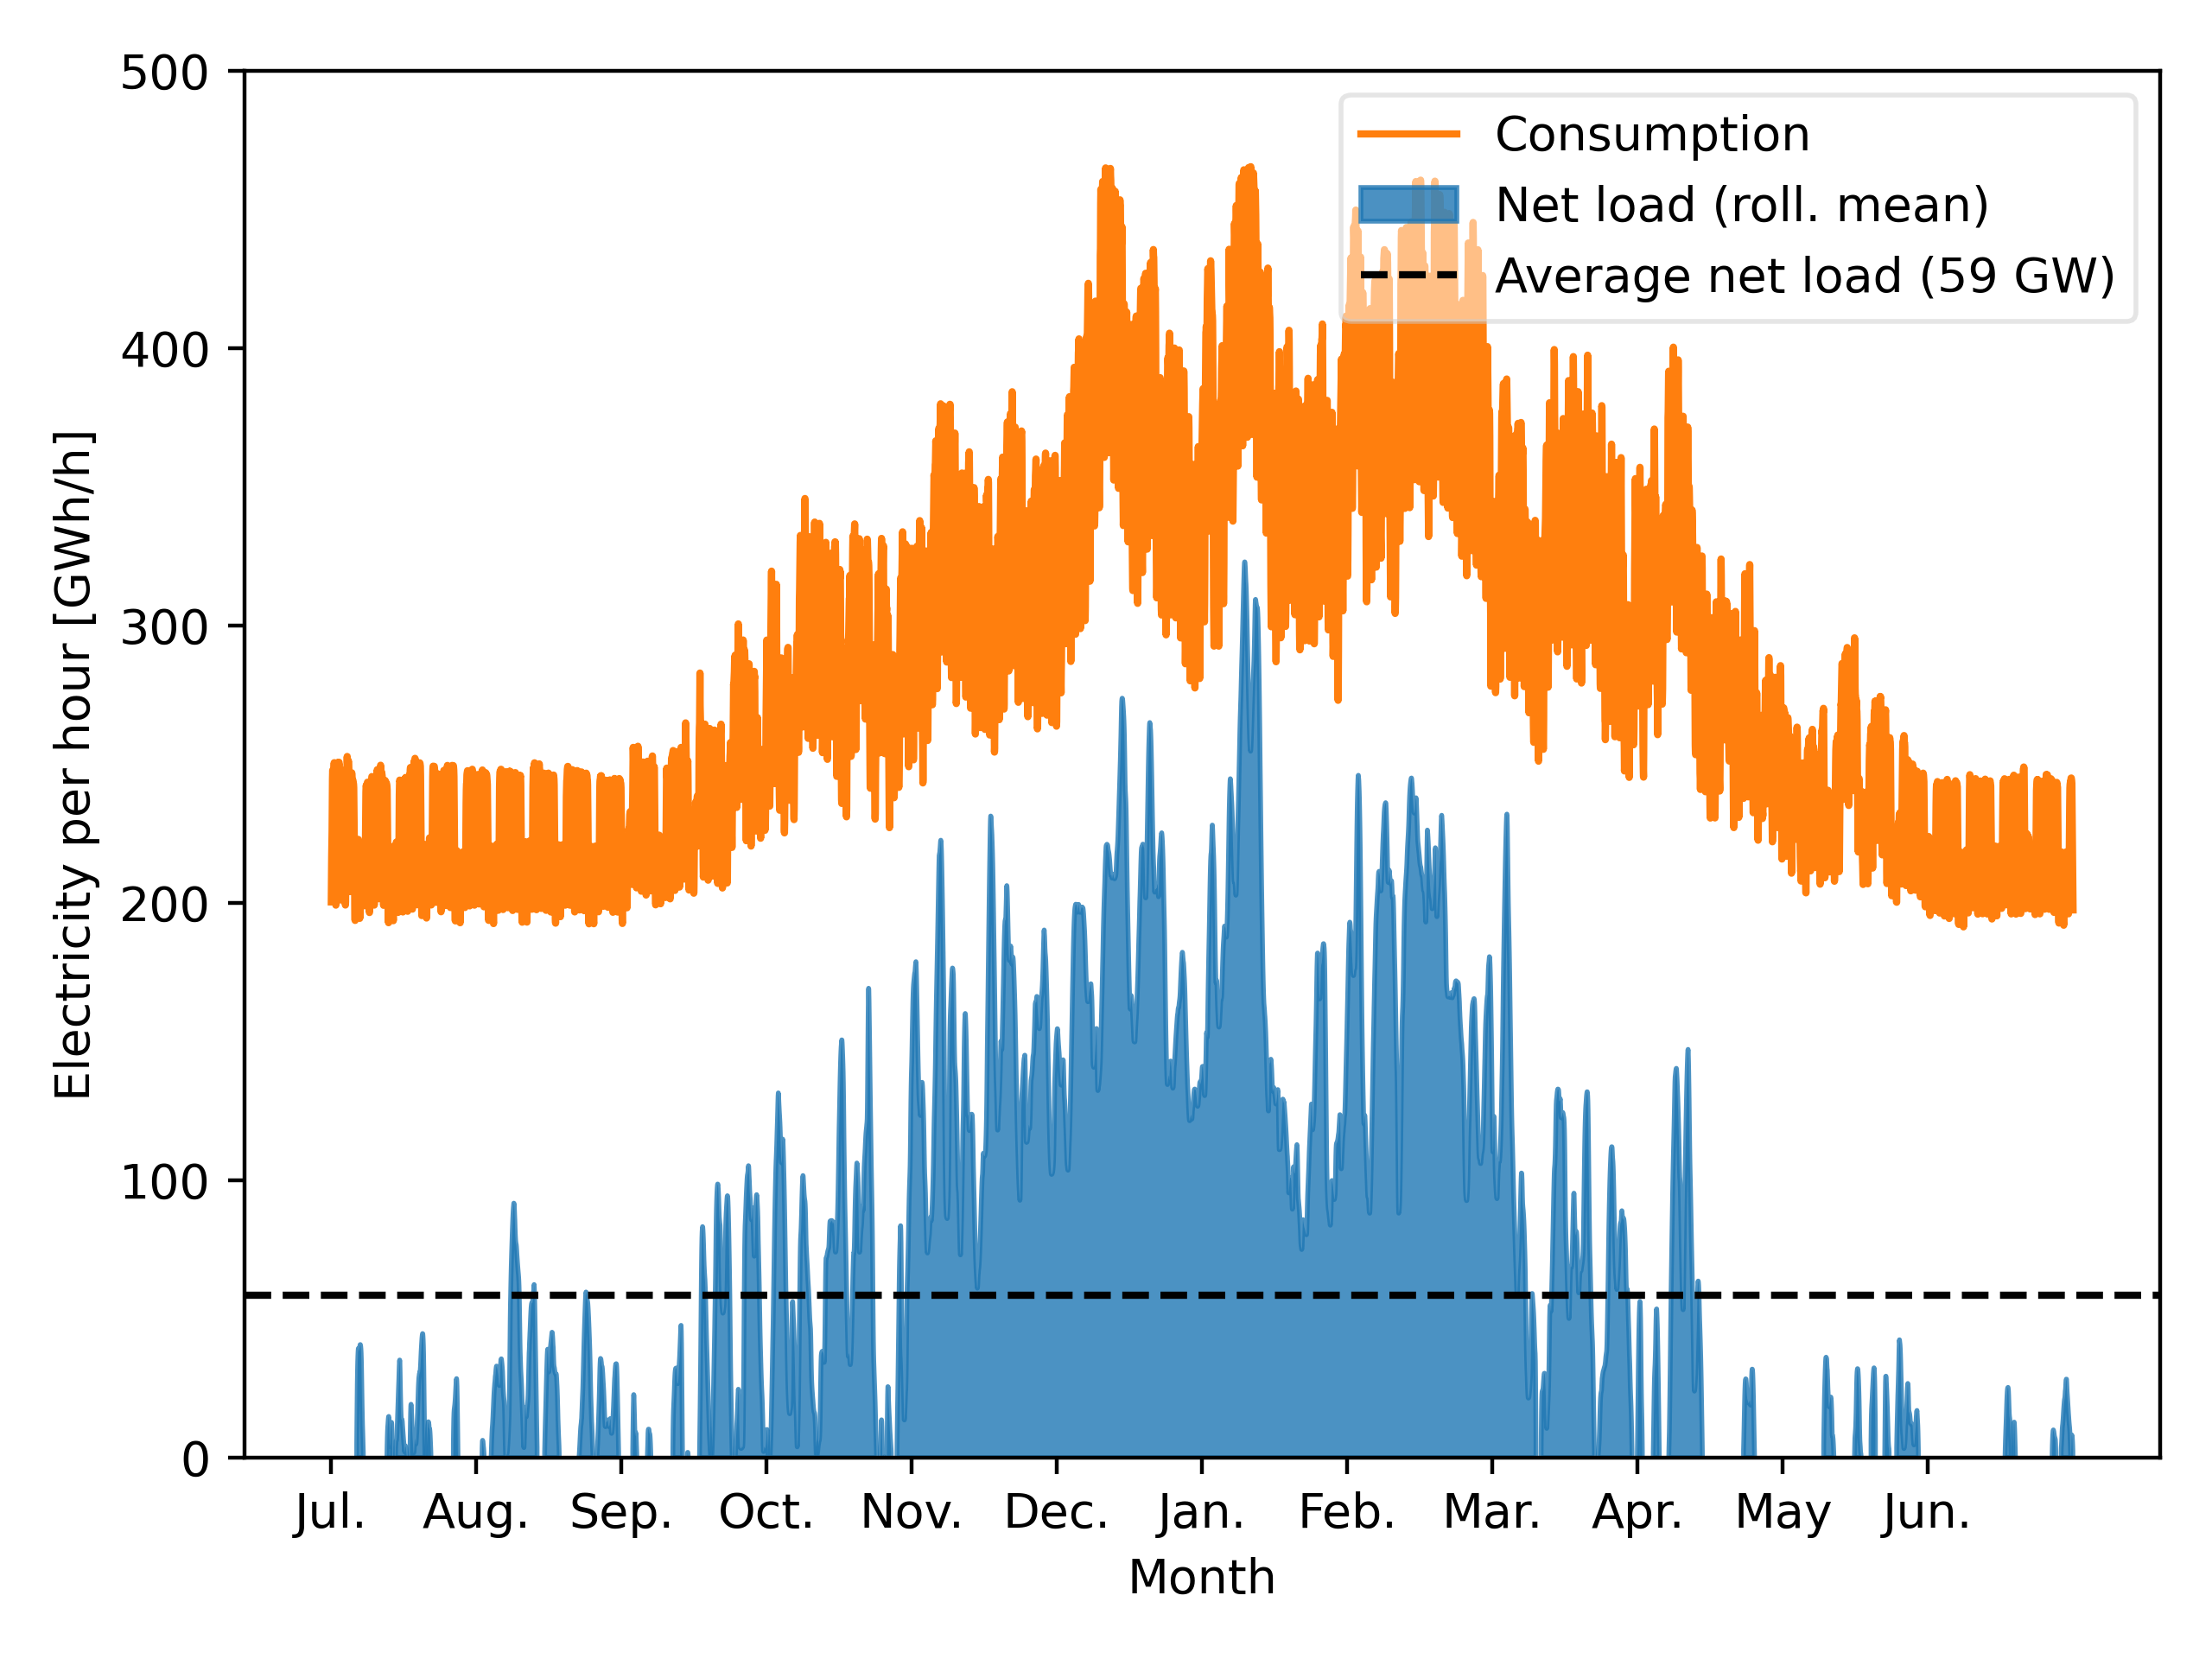 500
400
300
200
100
0
Electricity per hour [GWh/h]
Consumption
Net load (roll. mean)
Average net load (59 GW)
Jul. Aug. Sep. Oct. Nov. Dec. Jan. Feb. Mar. Apr. May Jun.
Month